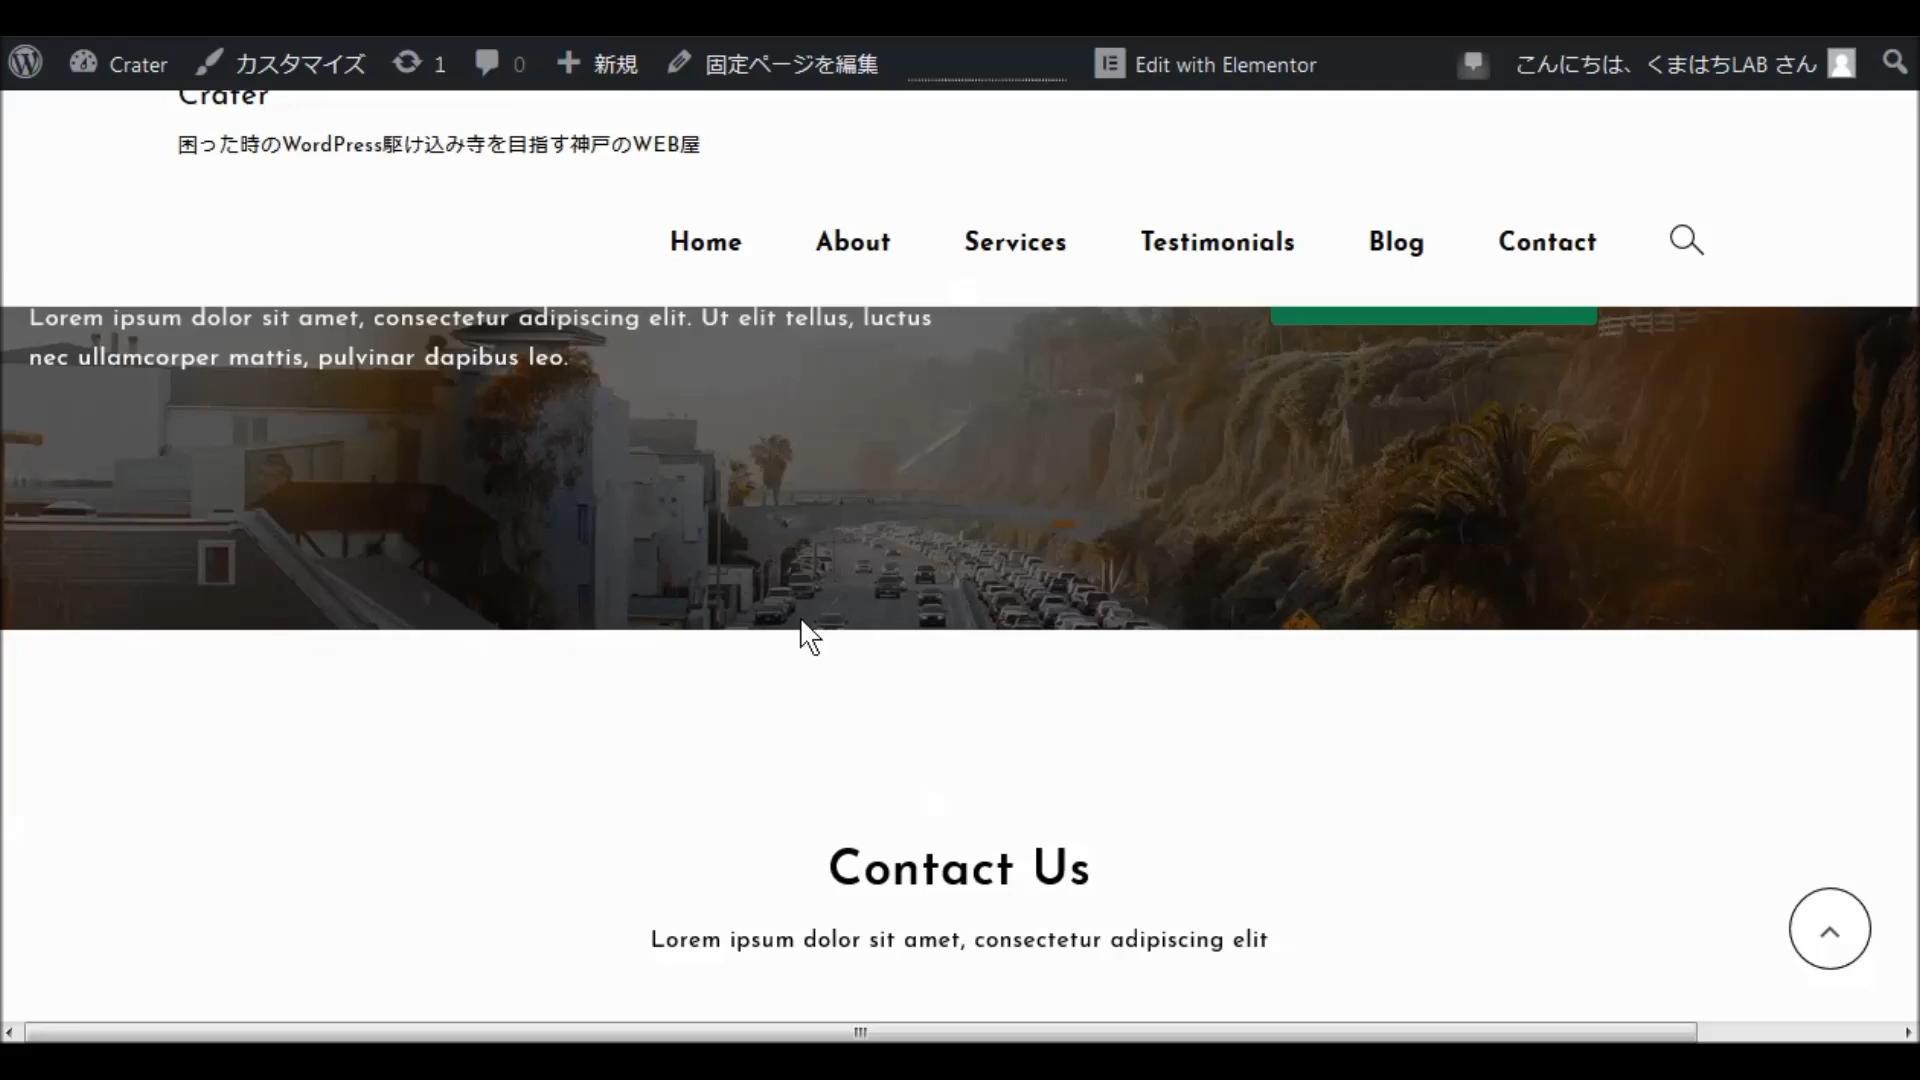 Crater
カスタマイズ
1
0
新規
固定ページを編集
Edit with Elementor
こんにちは、くまはちLAB さん
Crater
困った時のWordPress駆け込み寺を目指す神戸のWEB屋
Home
About
Services
Testimonials
Blog
Contact
Lorem ipsum dolor sit amet, consectetur adipiscing elit. Ut elit tellus, luctus
nec ullamcorper mattis, pulvinar dapibus leo.
Contact Us
Lorem ipsum dolor sit amet, consectetur adipiscing elit